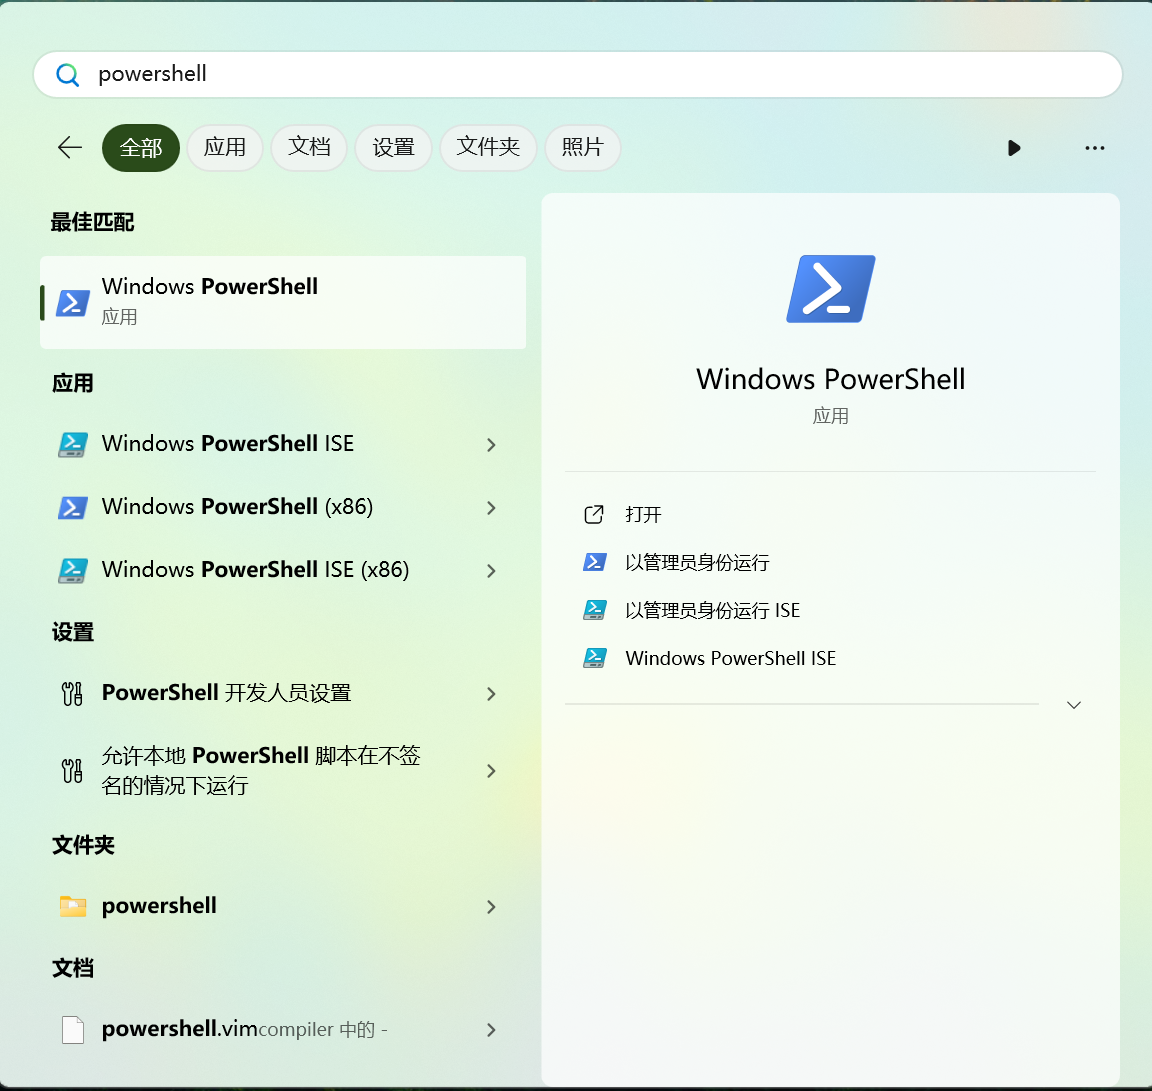 powershell
全部
应用
文档
设置
文件夹
照片
最佳匹配
Windows PowerShell
应用
应用
Windows PowerShell ISE
Windows PowerShell (x86)
Windows PowerShell ISE (x86)
设置
PowerShell 开发人员设置
允许本地 PowerShell 脚本在不签
名的情况下运行
文件夹
powershell
文档
powershell.vimcompiler 中的 -
Windows PowerShell
应用
打开
以管理员身份运行
以管理员身份运行 ISE
Windows PowerShell ISE